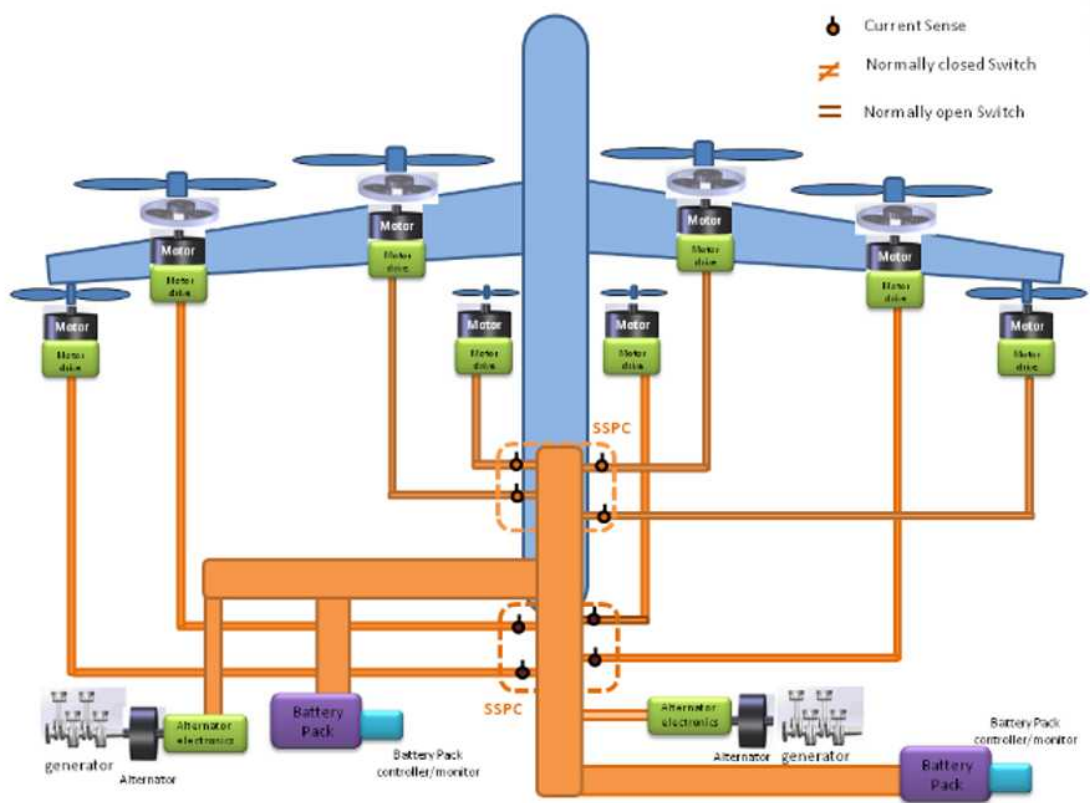 Current Sense
Normally closed Switch
Normally open Switch
Motor
Motor
drive
Motor
Motor
drive
Motor
Motor
drive
Motor
Motor
drive
Motor
Motor
drive
Motor
Motor
drive
Motor
Motor
drive
Motor
Motor
drive
SSPC
SSPC
generator
Alternator
Alternator
electronics
Battery
Pack
Battery Pack
controller/monitor
Alternator
electronics
Alternator
generator
Battery Pack
controller/monitor
Battery
Pack